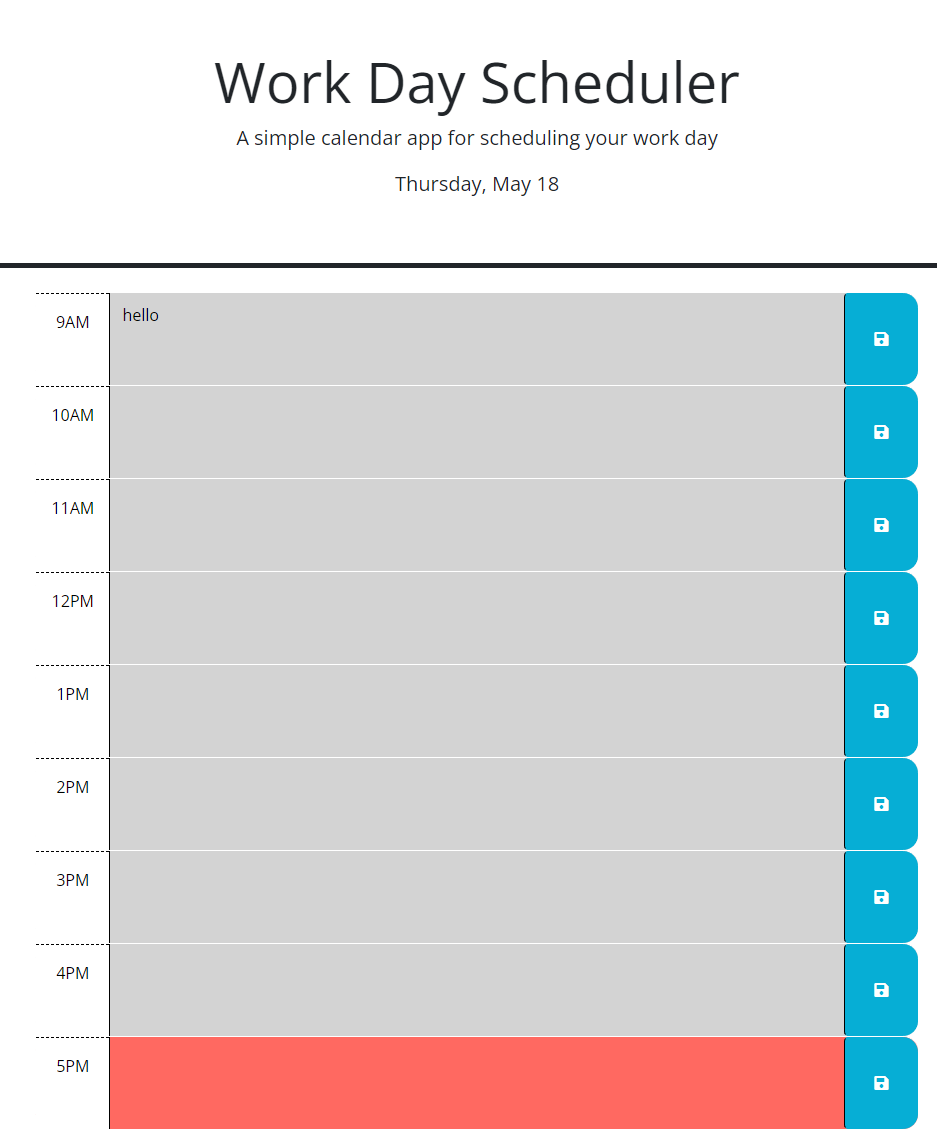 Work Day Scheduler
A simple calendar app for scheduling your work day
Thursday, May 18
9AM hello
10AM
11AM
12PM
1PM
2PM
3PM
4PM
5PM